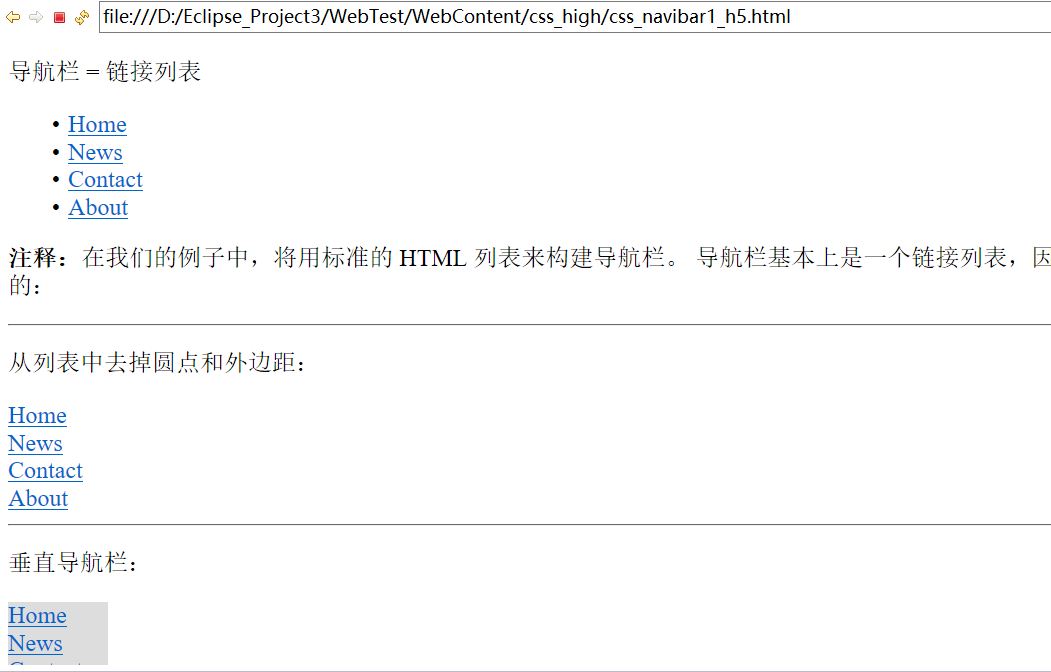 file:///D:/Eclipse_Project3/WebTest/WebContent/css_high/css_navibar1_h5.html
导航栏 = 链接列表
• Home
• News
• Contact
• About
注释：在我们的例子中，将用标准的 HTML 列表来构建导航栏。 导航栏基本上是一个链接列表，因
的：
从列表中去掉圆点和外边距：
Home
News
Contact
About
垂直导航栏：
Home
News